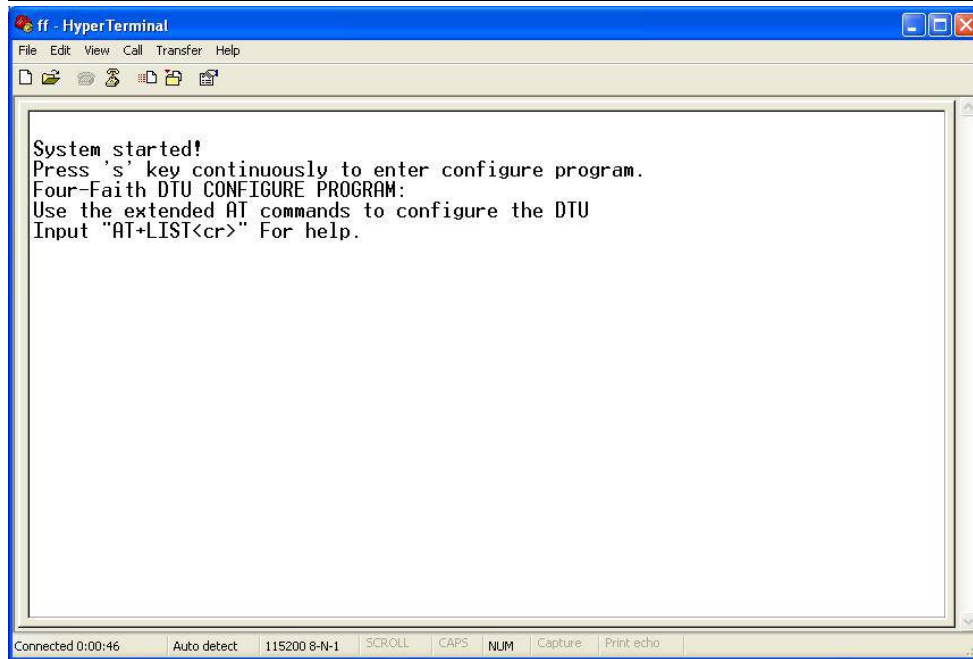 ff - HyperTerminal
File Edit View Call Transfer Help
System started!
Press 's' key continuously to enter configure program.
Four-Faith DTU CONFIGURE PROGRAM:
Use the extended AT commands to configure the DTU
Input "AT+LIST<cr>" For help.
Connected 0:00:46 Auto detect 115200 8-N-1 SCROLL CAPS NUM Capture Print echo